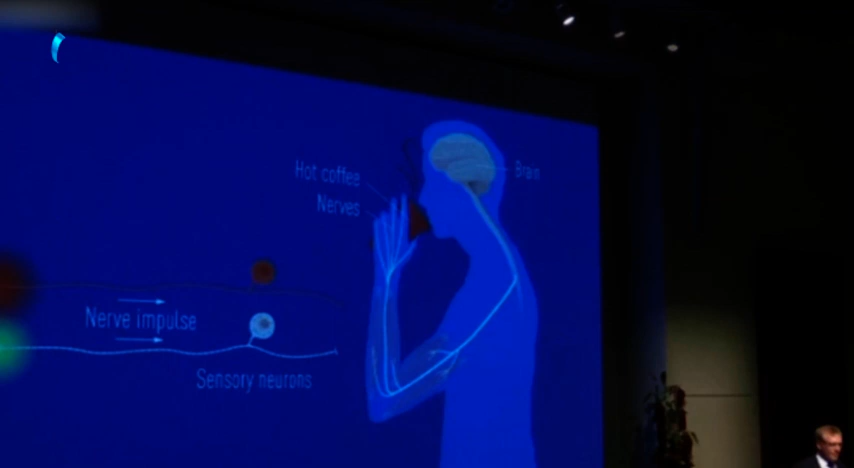 Hot coffee
Nerves
Brain
Nerve impulse
Sensory neurons